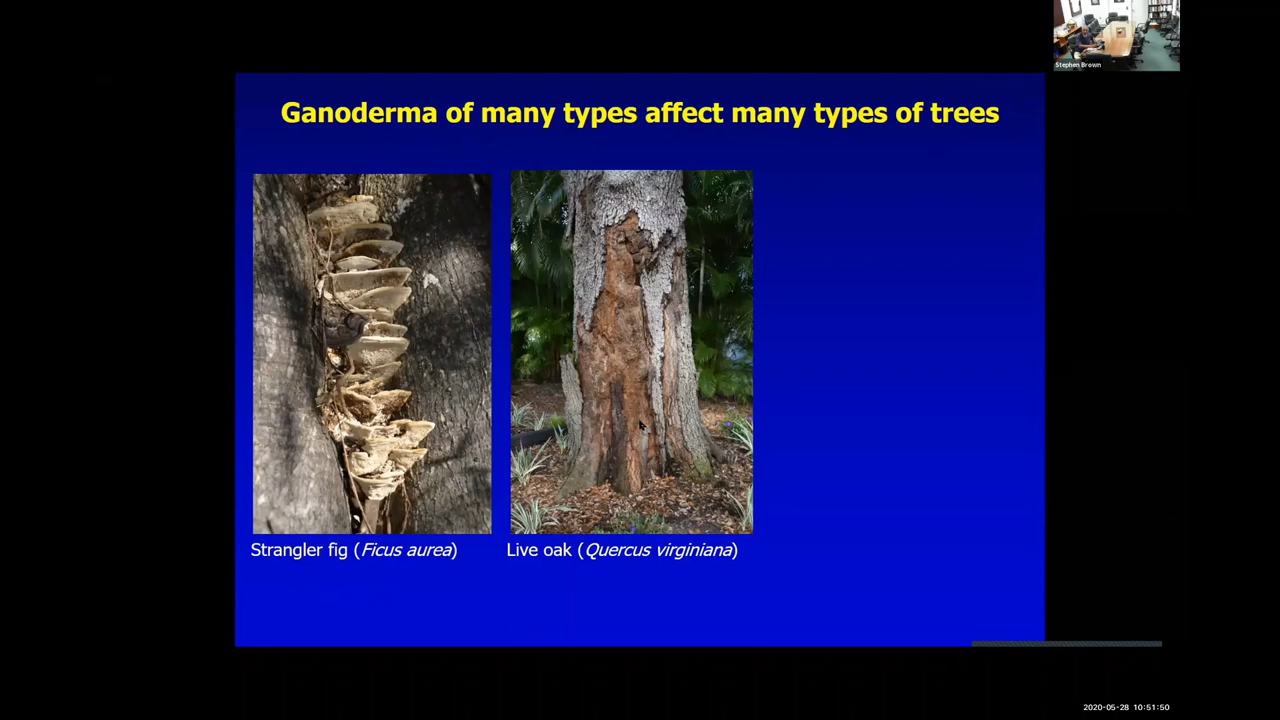 Stephen Brown
Ganoderma of many types affect many types of trees
Strangler fig (Ficus aurea)
Live oak (Quercus virginiana)
2020-05-28 10:51:50